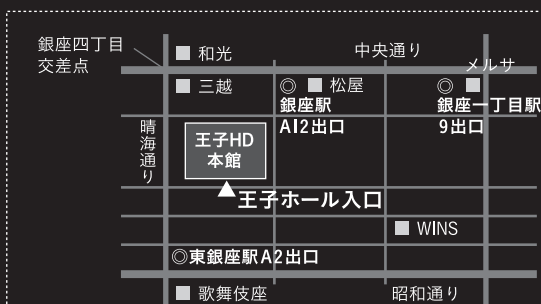 銀座四丁目
交差点
■ 和光
中央通り
メルサ
■ 三越
◎ ■ 松屋
銀座駅
A12出口
◎ ■
銀座一丁目駅
9出口
晴海通り
王子HD
本館
▲王子ホール入口
■ WINS
◎東銀座駅A2出口
■ 歌舞伎座
昭和通り